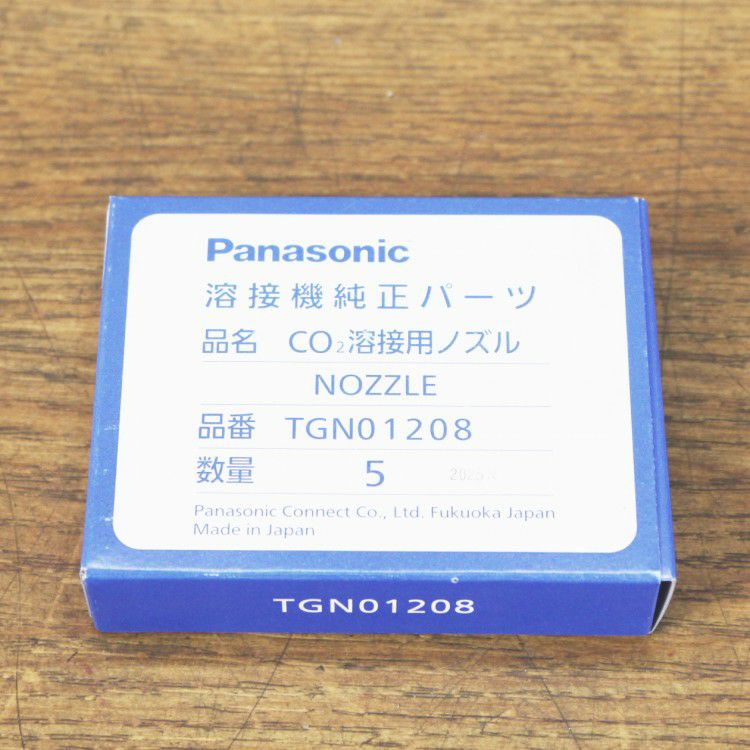 Panasonic
溶接機純正パーツ
品名 CO₂溶接用ノズル
NOZZLE
品番 TGN01208
数量 5
Panasonic Connect Co., Ltd. Fukuoka Japan
Made in Japan
TGN01208